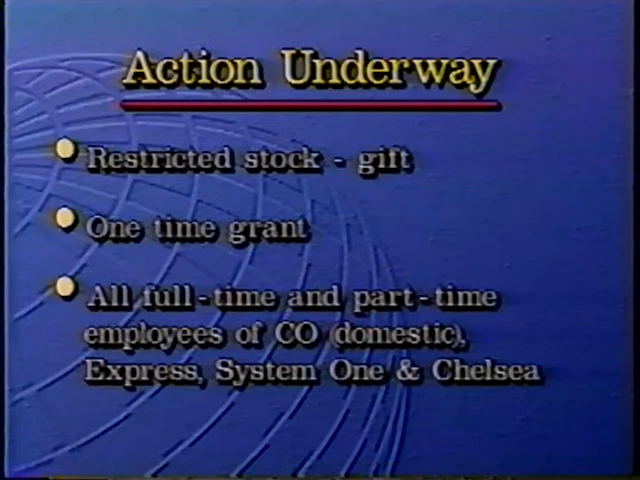 Action Underway
Restricted stock - gift
One time grant
All full-time and part-time
employees of CO (domestic),
Express, System One & Chelsea